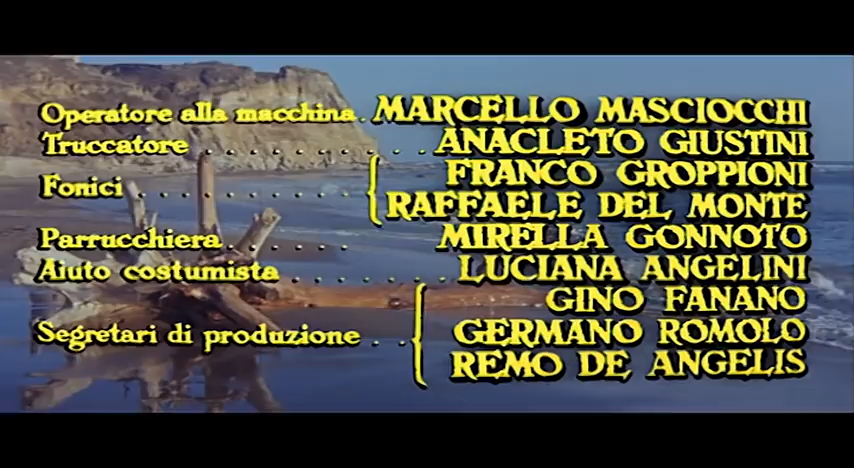 Operatore alla macchina. MARCELLO MASCIOCCHI
Truccatore . . . . . . . . . . . ANACLETO GIUSTINI
Fonici . . . . . . . . . . FRANCO GROPPIONI
RAFFAELE DEL MONTE
Parrucchiera . . . . . . MIRELLA GONNOTO
Aiuto costumista . . . . . . . . LUCIANA ANGELINI
GINO FANANO
Segretari di produzione . . . GERMANO ROMOLO
REMO DE ANGELIS